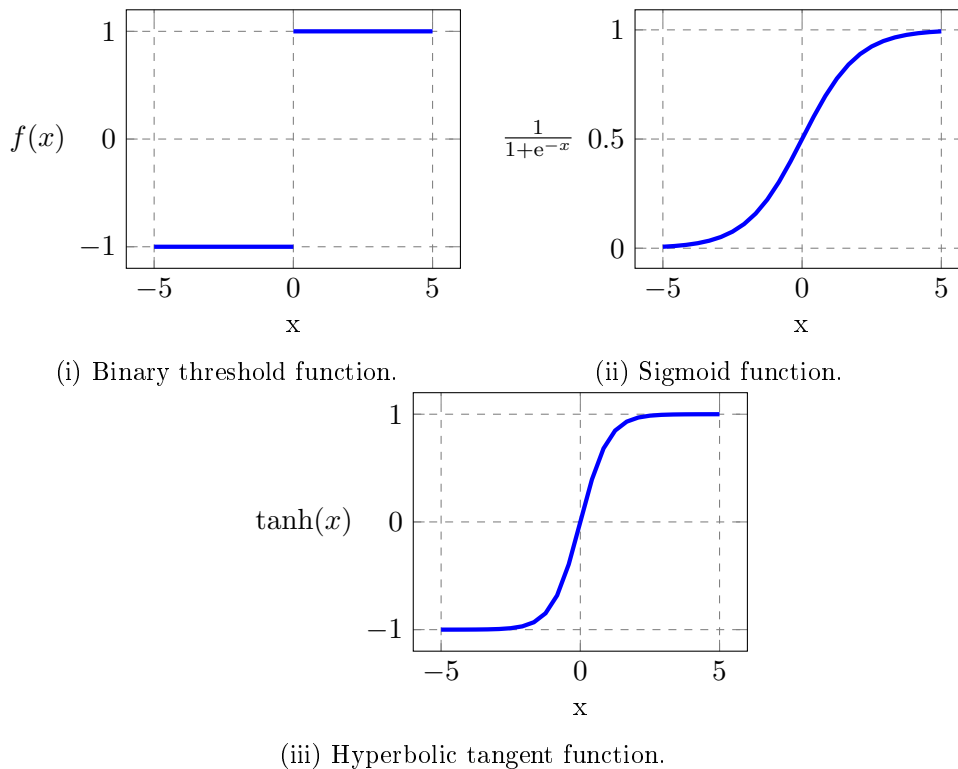 1
f(x) 0
−1
−5 0 5
x
(i) Binary threshold function.
1
1/(1+e^{−x}) 0.5
0
−5 0 5
x
(ii) Sigmoid function.
1
tanh(x) 0
−1
−5 0 5
x
(iii) Hyperbolic tangent function.